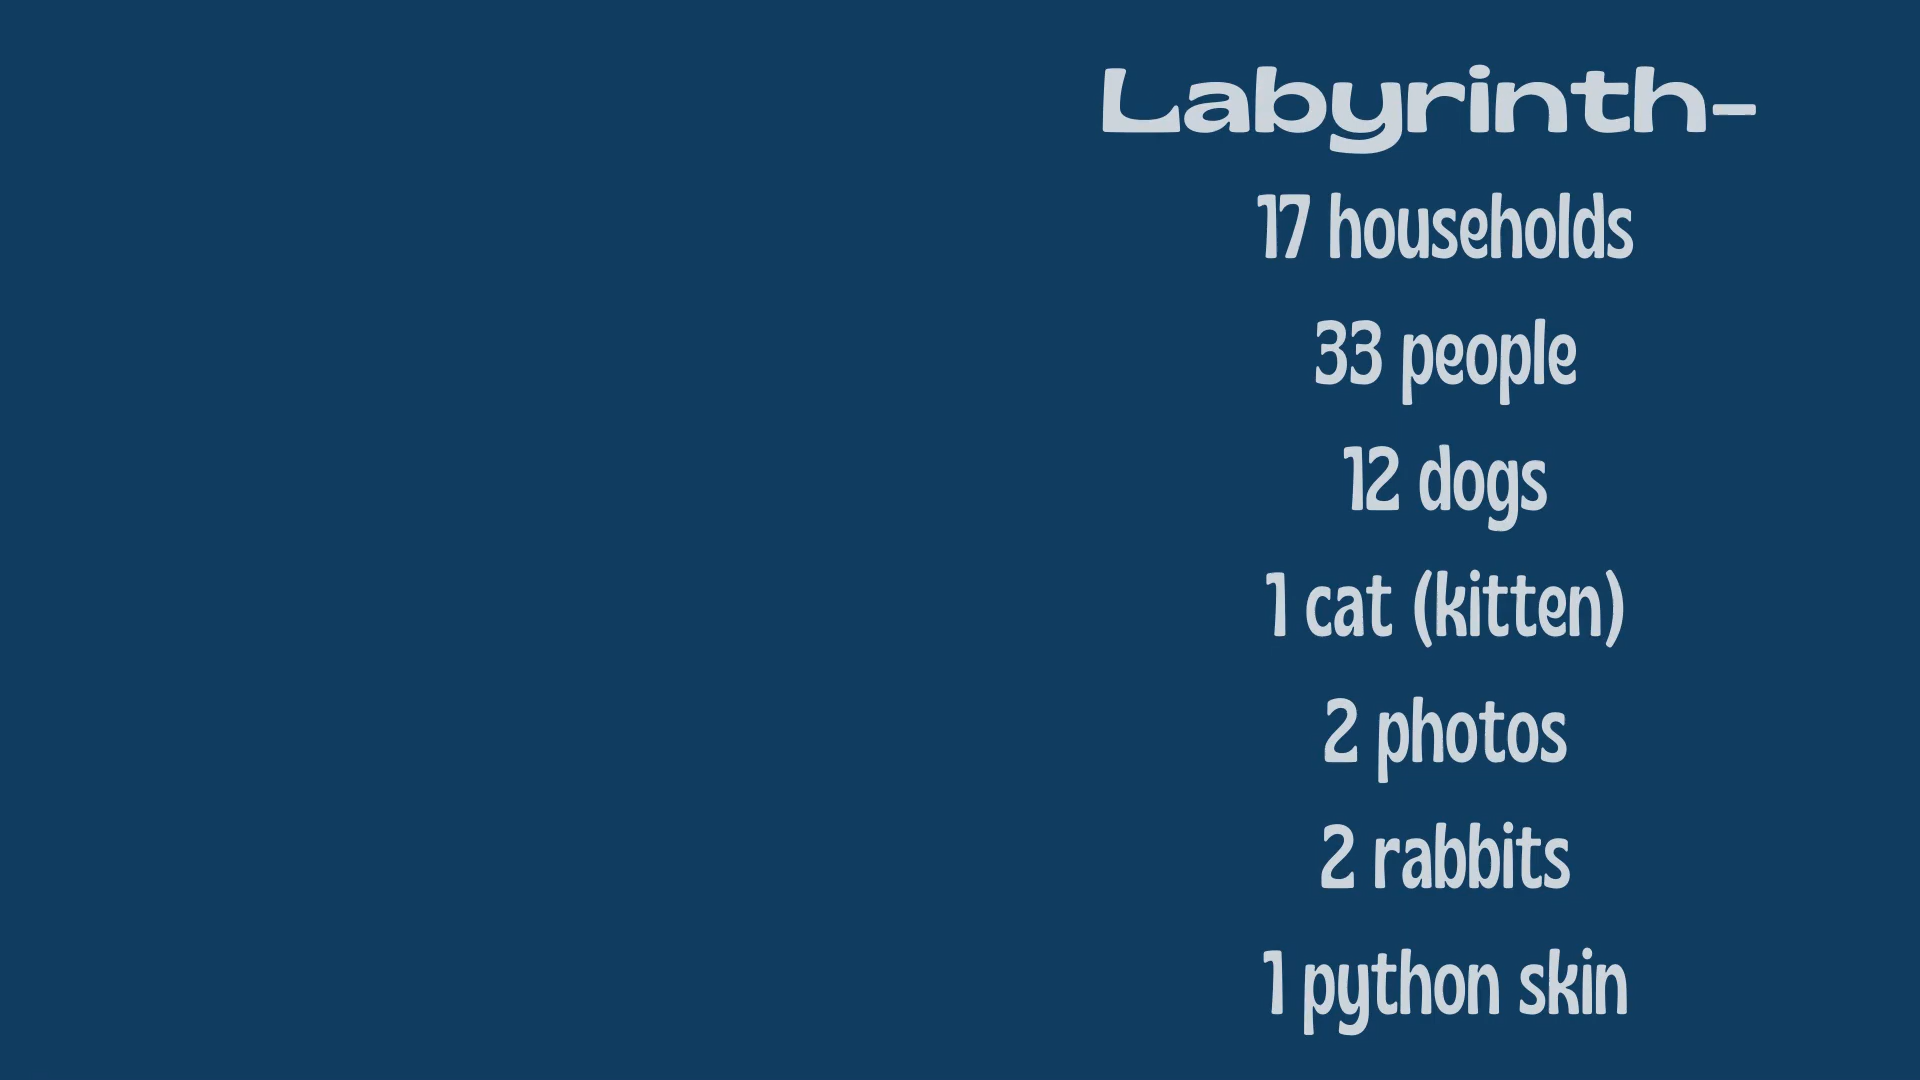 Labyrinth-
17 households
33 people
12 dogs
1 cat (kitten)
2 photos
2 rabbits
1 python skin